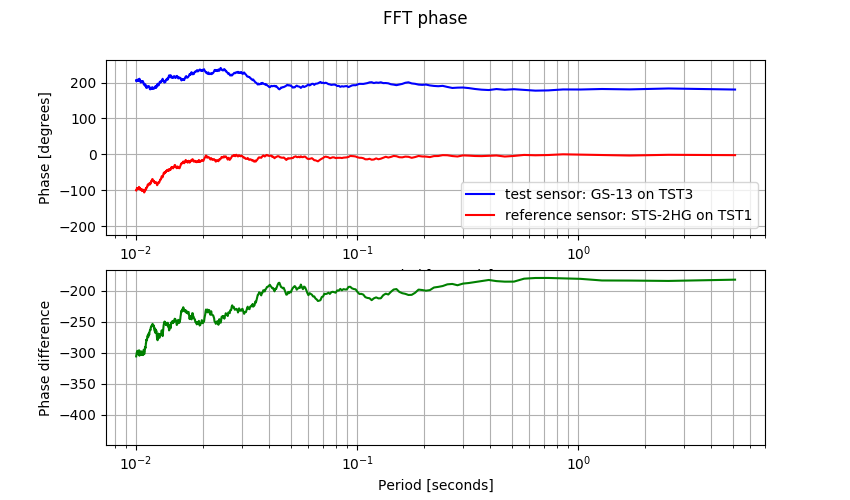 FFT phase
Phase [degrees]
200
100
0
−100
−200
test sensor: GS-13 on TST3
reference sensor: STS-2HG on TST1
10⁻² 10⁻¹ 10⁰
Phase difference
−200
−250
−300
−350
−400
10⁻² 10⁻¹ 10⁰
Period [seconds]